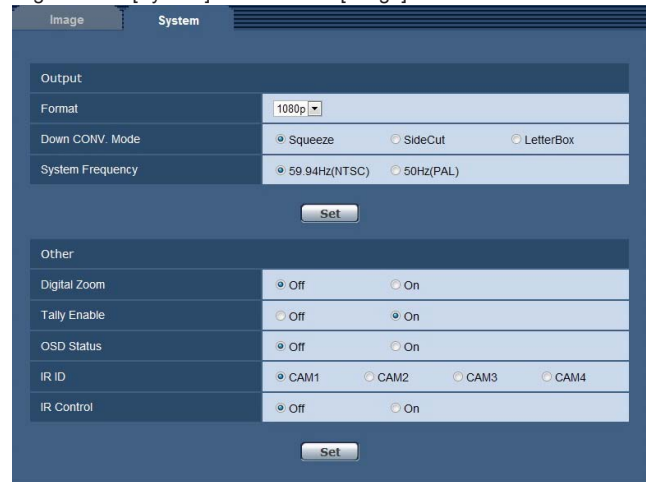 Image System
Output
Format 1080p
Down CONV. Mode Squeeze SideCut LetterBox
System Frequency 59.94Hz(NTSC) 50Hz(PAL)
Set
Other
Digital Zoom Off On
Tally Enable Off On
OSD Status Off On
IR ID CAM1 CAM2 CAM3 CAM4
IR Control Off On
Set